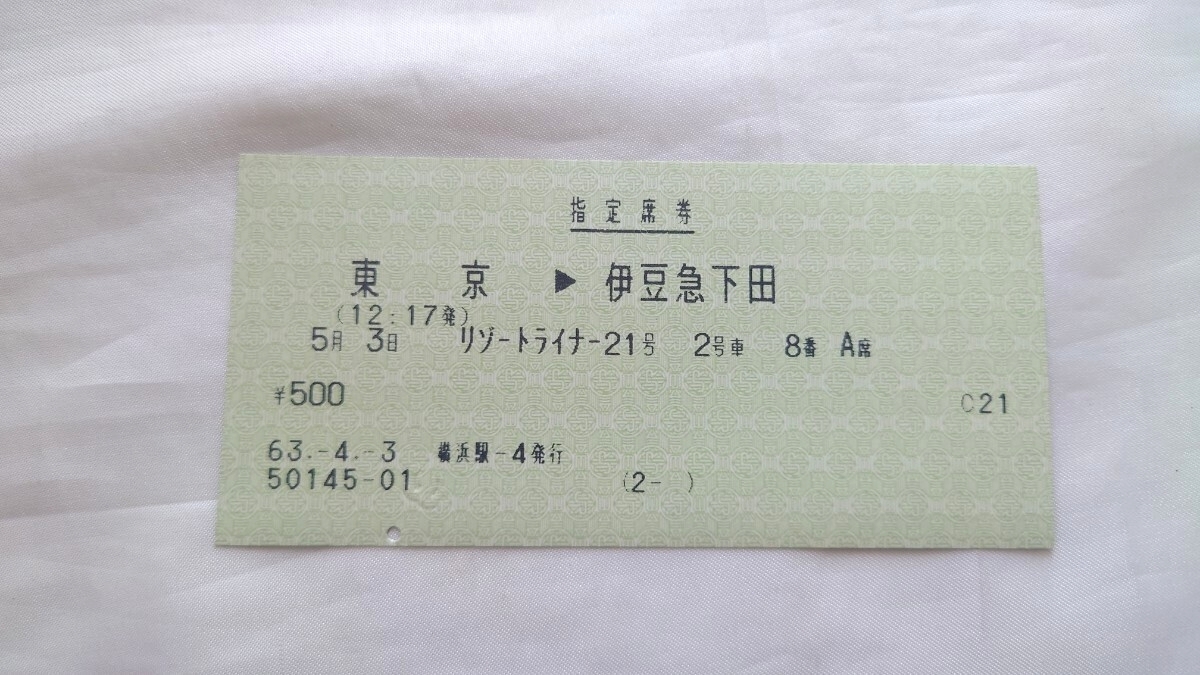 指定席券
東京 ▶ 伊豆急下田
(12:17発)
5月 3日 リゾートライナー21号 2号車 8番 A席
¥500
C21
63.-4.-3 横浜駅-4発行
50145-01 (2- )